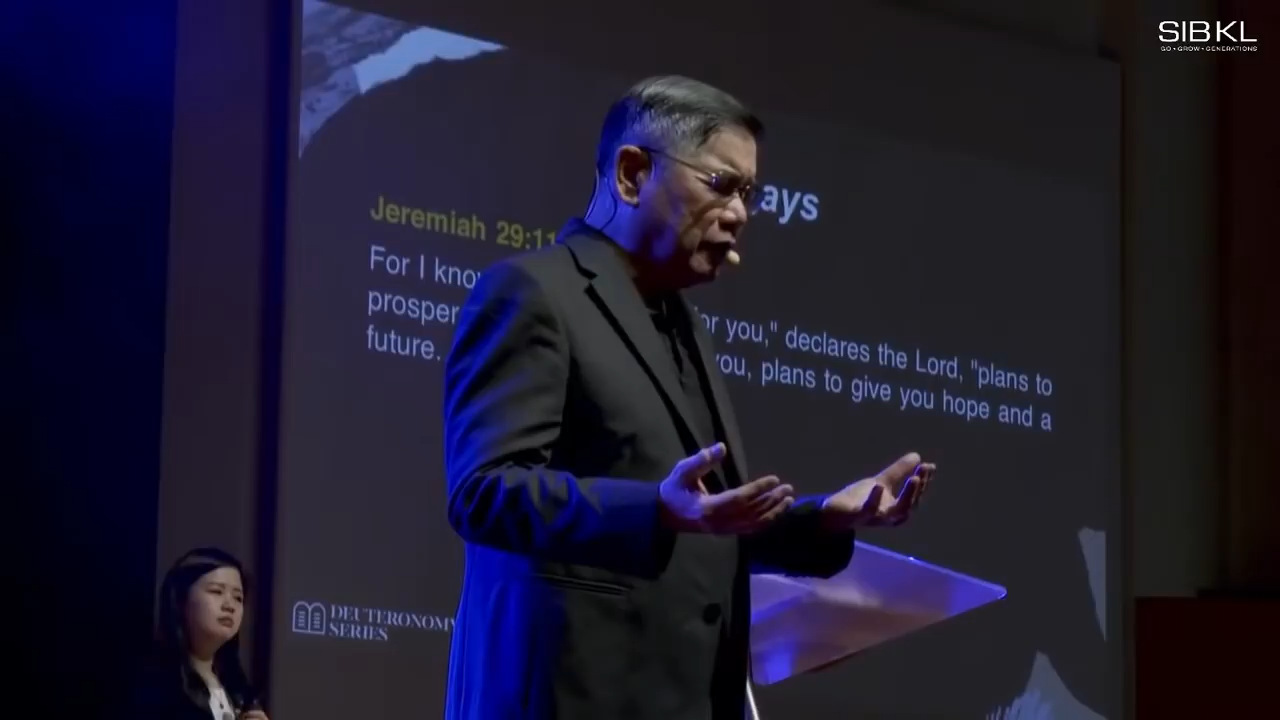 SIBKL
GO • GROW • GENERATIONS
ays
Jeremiah 29:11
For I kno
or you," declares the Lord, "plans to
prosper
you, plans to give you hope and a
future.
DEUTERONOMY
SERIES